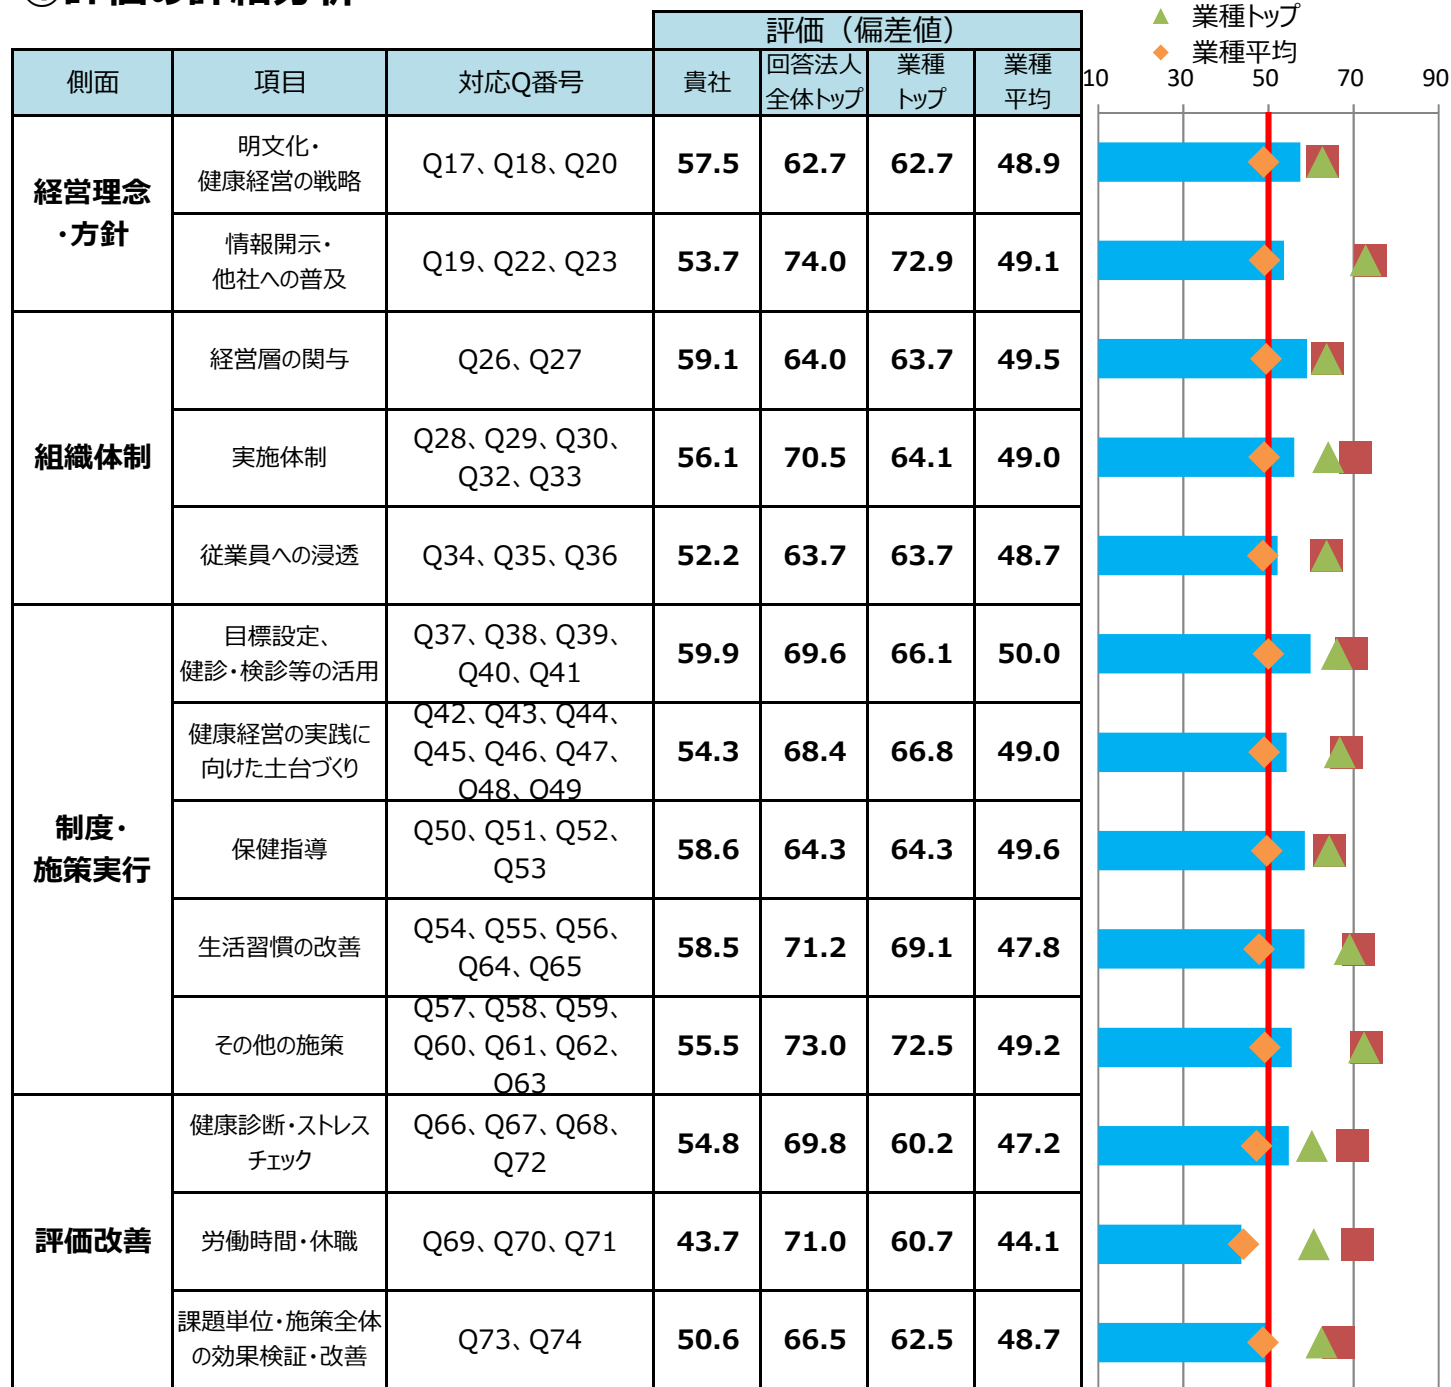 評価の詳細分析
▲ 業種トップ
◆ 業種平均
評価（偏差値）
側面 項目 対応Q番号 貴社 回答法人全体トップ 業種トップ 業種平均
10 30 50 70 90
経営理念・方針
明文化・健康経営の戦略 Q17、Q18、Q20 57.5 62.7 62.7 48.9
情報開示・他社への普及 Q19、Q22、Q23 53.7 74.0 72.9 49.1
組織体制
経営層の関与 Q26、Q27 59.1 64.0 63.7 49.5
実施体制 Q28、Q29、Q30、Q32、Q33 56.1 70.5 64.1 49.0
従業員への浸透 Q34、Q35、Q36 52.2 63.7 63.7 48.7
制度・施策実行
目標設定、健診・検診等の活用 Q37、Q38、Q39、Q40、Q41 59.9 69.6 66.1 50.0
健康経営の実践に向けた土台づくり Q42、Q43、Q44、Q45、Q46、Q47、Q48、Q49 54.3 68.4 66.8 49.0
保健指導 Q50、Q51、Q52、Q53 58.6 64.3 64.3 49.6
生活習慣の改善 Q54、Q55、Q56、Q64、Q65 58.5 71.2 69.1 47.8
その他の施策 Q57、Q58、Q59、Q60、Q61、Q62、Q63 55.5 73.0 72.5 49.2
評価改善
健康診断・ストレスチェック Q66、Q67、Q68、Q72 54.8 69.8 60.2 47.2
労働時間・休職 Q69、Q70、Q71 43.7 71.0 60.7 44.1
課題単位・施策全体の効果検証・改善 Q73、Q74 50.6 66.5 62.5 48.7